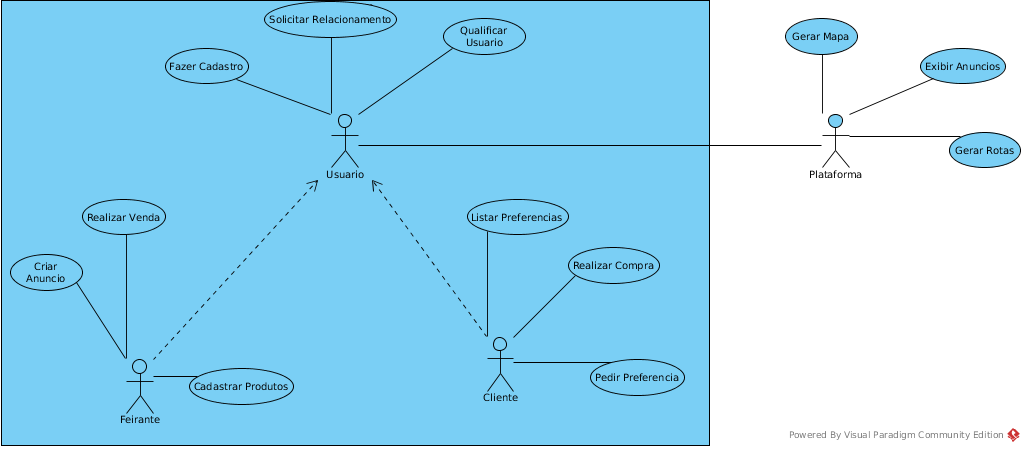 Solicitar Relacionamento
Qualificar
Usuario
Gerar Mapa
Fazer Cadastro
Exibir Anuncios
Gerar Rotas
Usuario
Plataforma
Realizar Venda
Listar Preferencias
Criar
Anuncio
Realizar Compra
Cadastrar Produtos
Pedir Preferencia
Cliente
Feirante
Powered By Visual Paradigm Community Edition